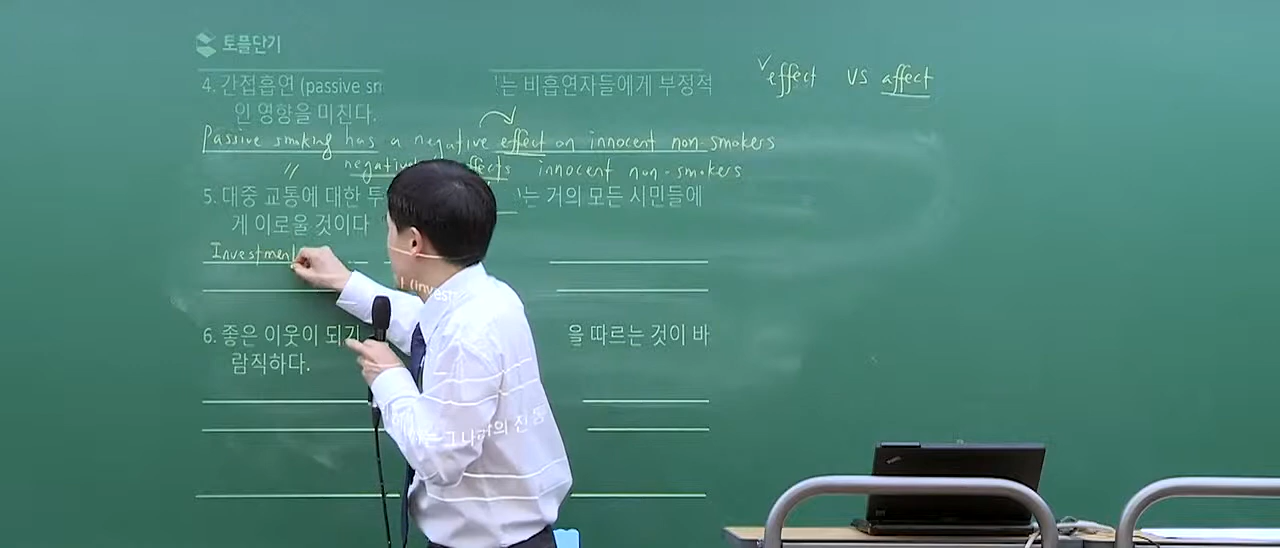 토플단기
4. 간접흡연 (passive 는 비흡연자들에게 부정적
인 영향을 미친다.
effect VS affect
Passive smoking has a negative effect on innocent non-smokers
〃 innocent non-smokers
5. 대중 교통에 대한 투 는 거의 모든 시민들에
게 이로울 것이다
Investment
(invest
6. 좋은 이웃이 되기 을 따르는 것이 바
람직하다.